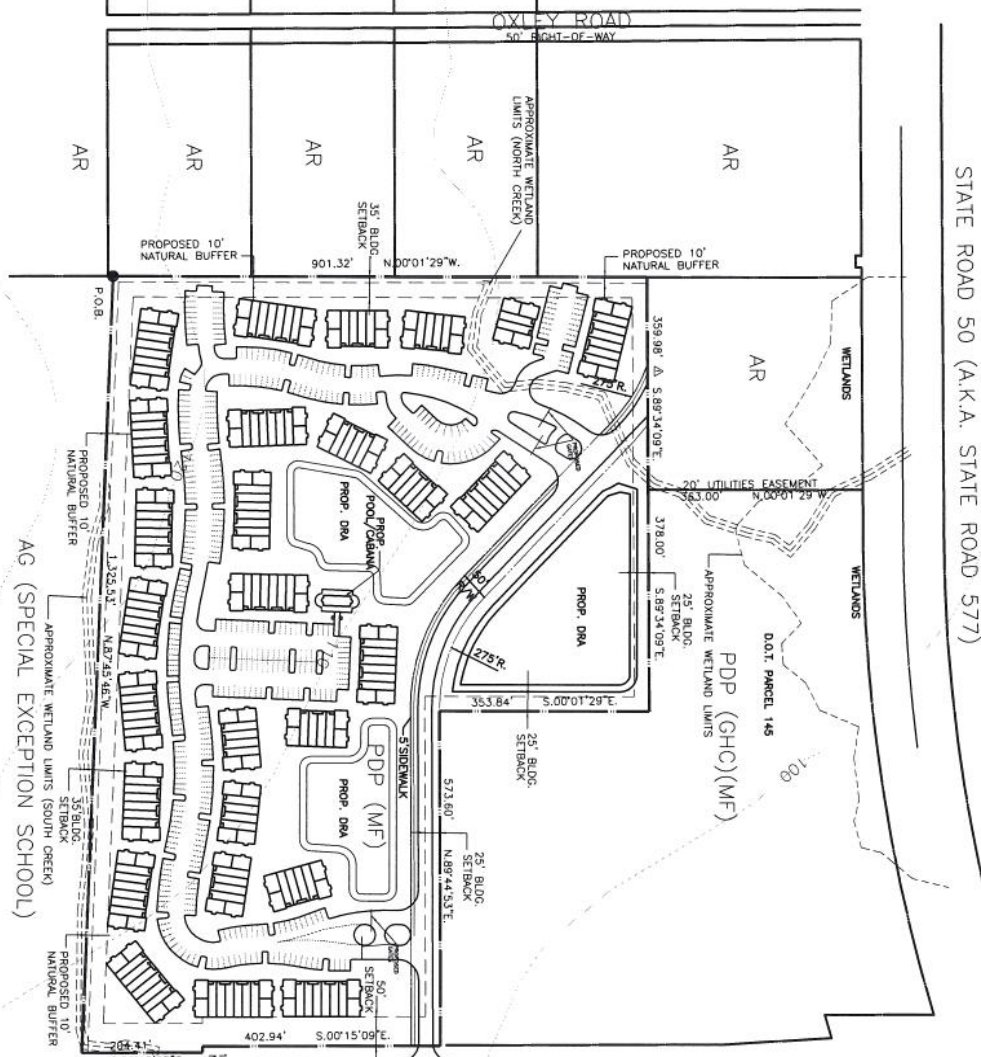 OXLEY ROAD
50' RIGHT-OF-WAY
STATE ROAD 50 (A.K.A. STATE ROAD 577)
AR
AR
AR
AR
AR
APPROXIMATE WETLAND
LIMITS (NORTH CREEK)
35' BLDG.
SETBACK
PROPOSED 10'
NATURAL BUFFER
901.32' N.00°01'29"W.
PROPOSED 10'
NATURAL BUFFER
P.O.B.
359.98' S.89°34'09"E.
275'R.
AR
WETLANDS
20' UTILITIES EASEMENT
363.00' N.00°01'29"W.
378.00' S.89°34'09"E.
25' BLDG.
SETBACK
APPROXIMATE WETLAND LIMITS
PDP (GHC)(MF)
WETLANDS
D.O.T. PARCEL 145
100
PROP. DRA
PROP.
POOL/CABANA
PROP. DRA
50'
R/W
275'R.
353.84' S.00°01'29"E.
25' BLDG.
SETBACK
PROPOSED 10'
NATURAL BUFFER
1,325.53' N.87°45'46"W.
AG (SPECIAL EXCEPTION SCHOOL)
APPROXIMATE WETLAND LIMITS (SOUTH CREEK)
35' BLDG.
SETBACK
PDP (MF)
PROP. DRA
5' SIDEWALK
573.60' N.89°44'53"E.
25' BLDG.
SETBACK
50'
SETBACK
PROPOSED 10'
NATURAL BUFFER
204.41'
402.94' S.00°15'09"E.